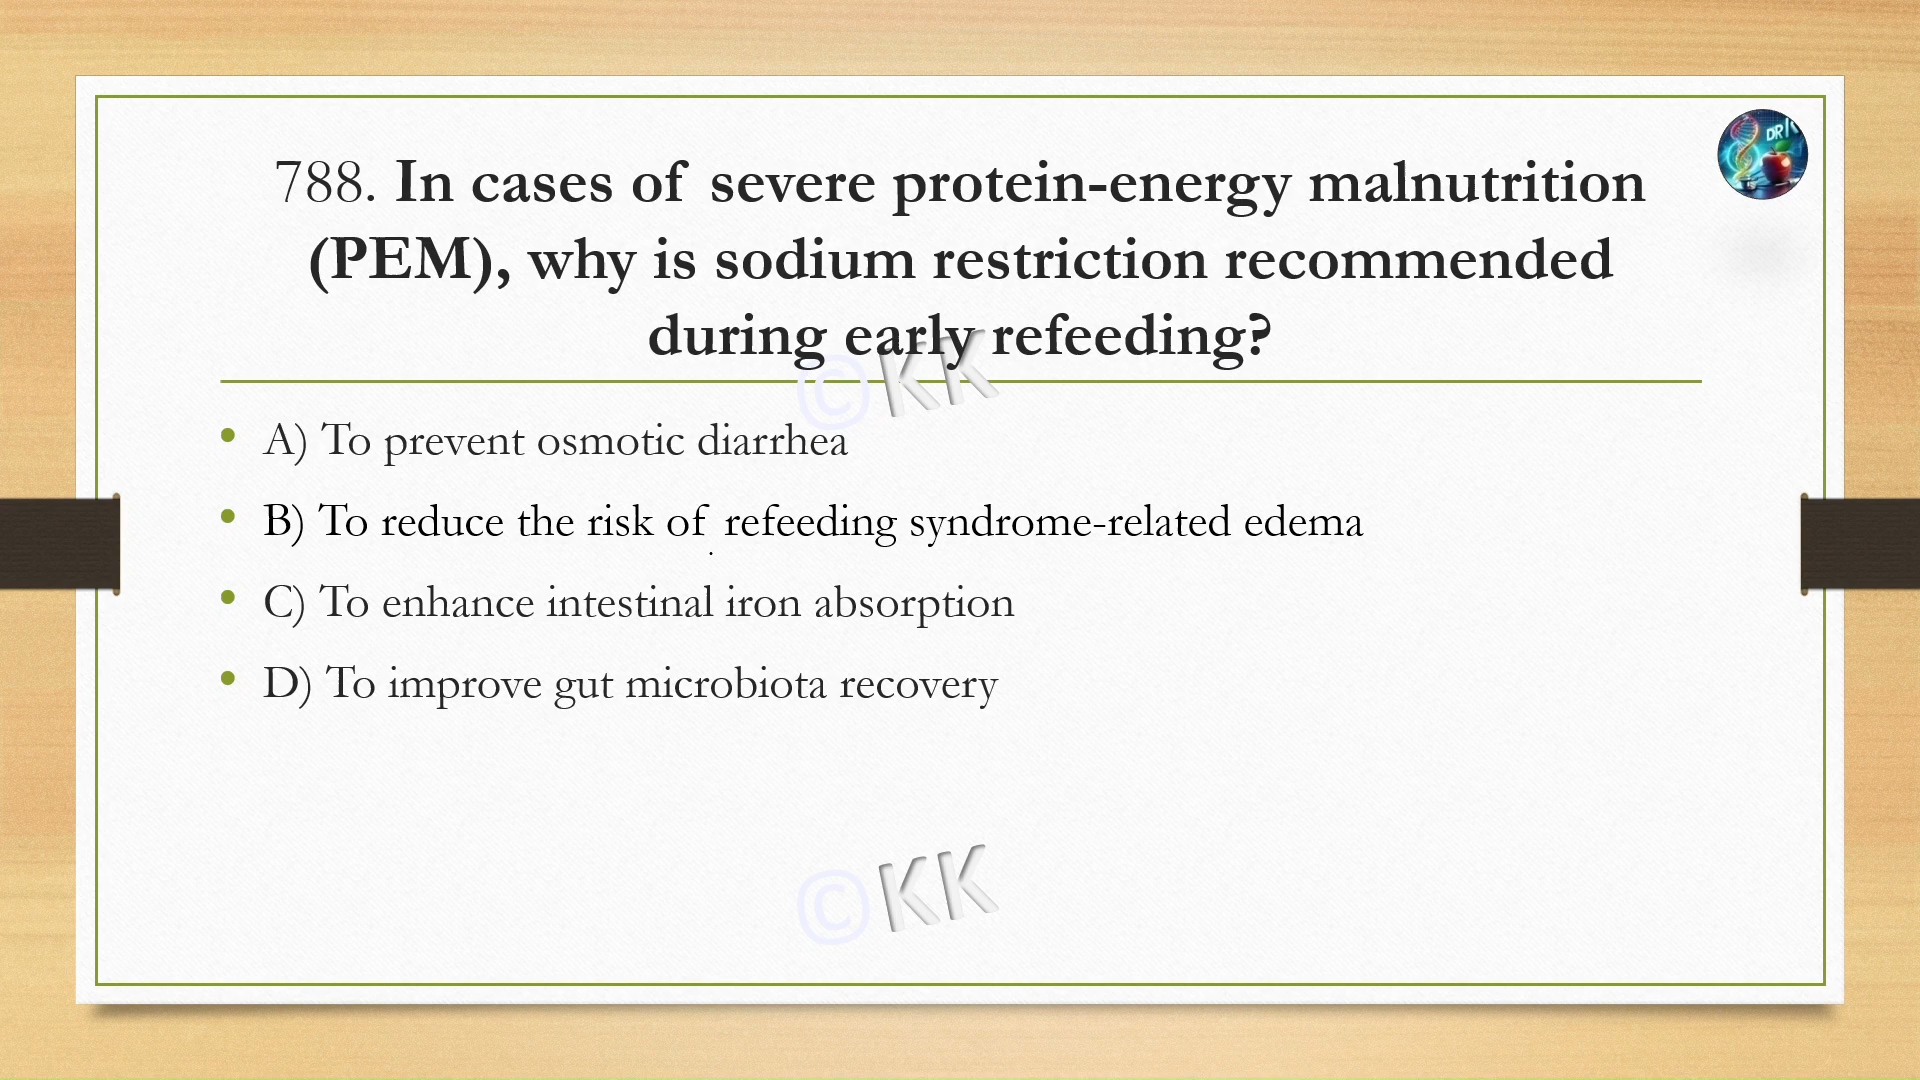 788. In cases of severe protein-energy malnutrition
(PEM), why is sodium restriction recommended
during early refeeding?
©KK
• A) To prevent osmotic diarrhea
• B) To reduce the risk of refeeding syndrome-related edema
• C) To enhance intestinal iron absorption
• D) To improve gut microbiota recovery
©KK